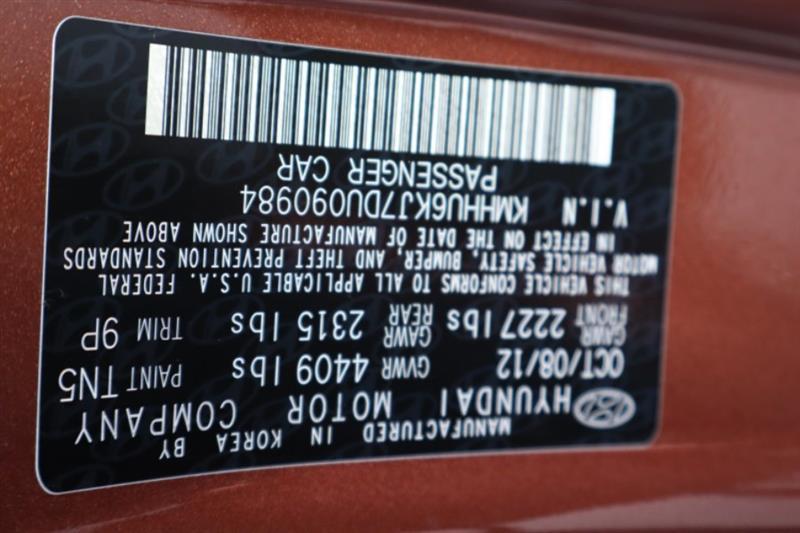 MANUFACTURED IN KOREA BY
HYUNDAI MOTOR COMPANY
OCT/08/12 GVWR 4409 lbs PAINT TN5
GAWR FRONT 2227 lbs GAWR REAR 2315 lbs TRIM 9P
THIS VEHICLE CONFORMS TO ALL APPLICABLE U.S.A. FEDERAL
MOTOR VEHICLE SAFETY, BUMPER, AND THEFT PREVENTION STANDARDS
IN EFFECT ON THE DATE OF MANUFACTURE SHOWN ABOVE
V.I.N KMHHU6KJ7DU090984
PASSENGER CAR